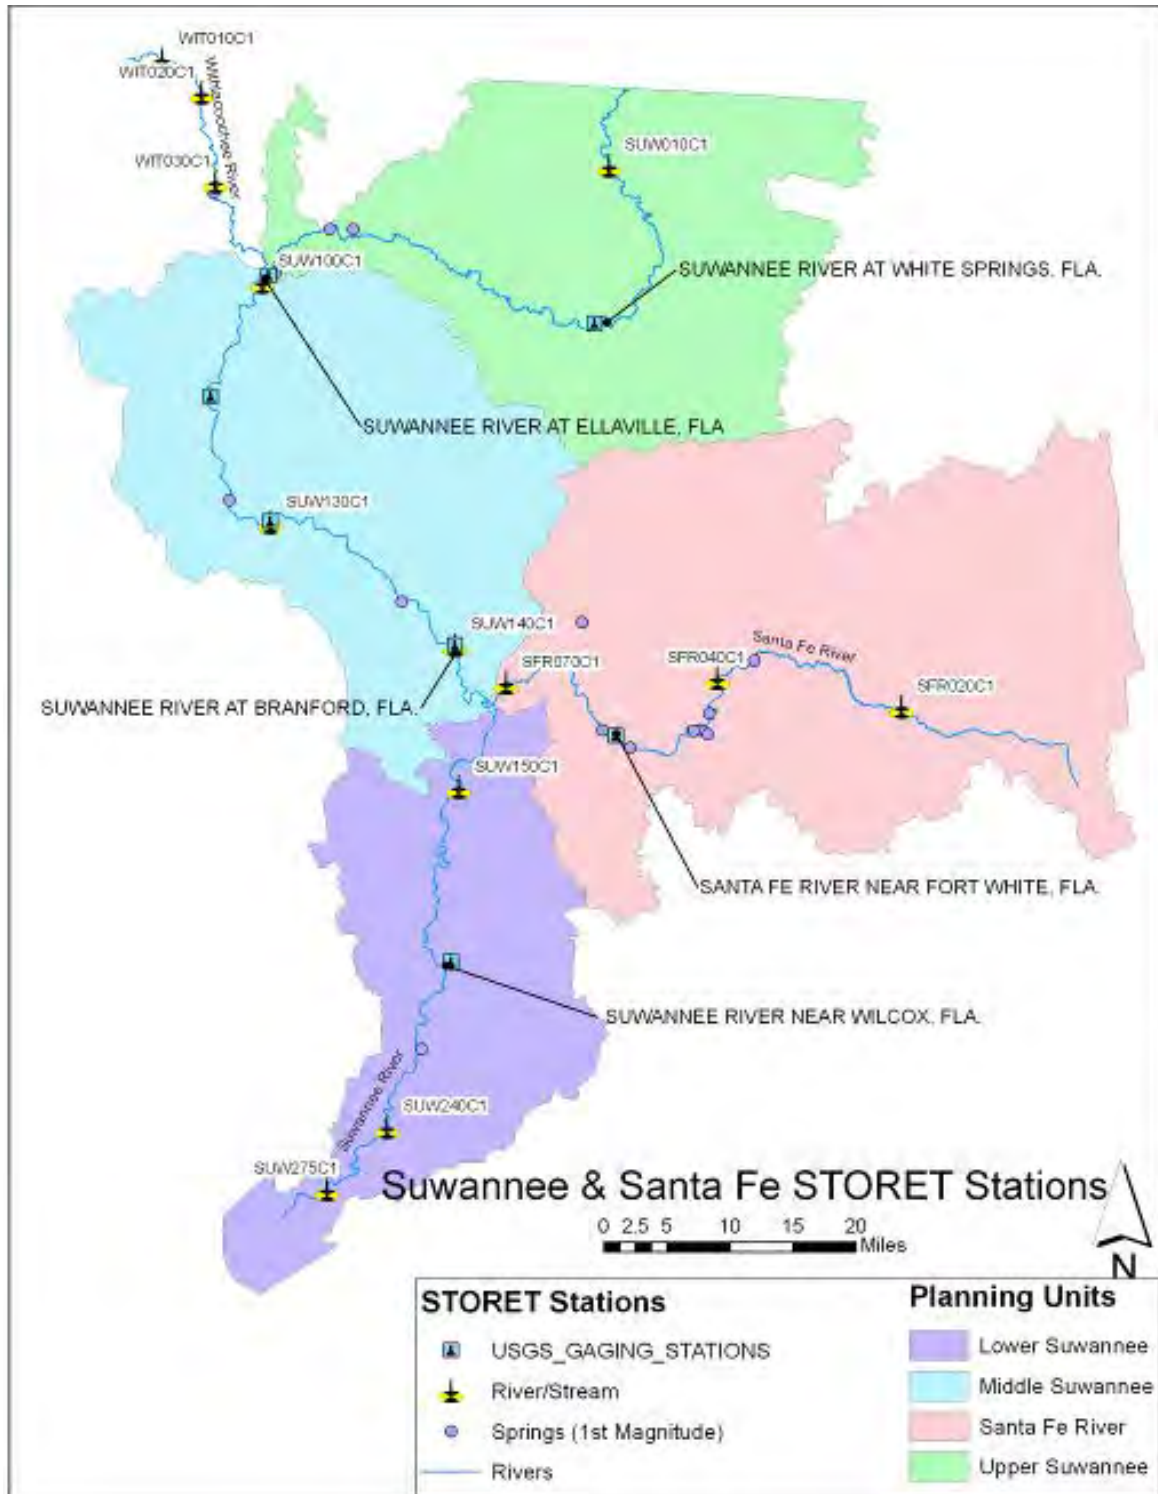 WIT010C1
WIT020C1
Withlacoochee River
WIT030C1
SUW010C1
SUW100C1
SUWANNEE RIVER AT WHITE SPRINGS, FLA.
SUWANNEE RIVER AT ELLAVILLE, FLA
SUW130C1
SUW140C1
SFR070C1
SFR040C1
Santa Fe River
SFR020C1
SUWANNEE RIVER AT BRANFORD, FLA.
SUW150C1
SANTA FE RIVER NEAR FORT WHITE, FLA.
SUWANNEE RIVER NEAR WILCOX, FLA.
Suwannee River
SUW240C1
SUW275C1
Suwannee & Santa Fe STORET Stations
0 2.5 5 10 15 20
Miles
N
STORET Stations
USGS_GAGING_STATIONS
River/Stream
Springs (1st Magnitude)
Rivers
Planning Units
Lower Suwannee
Middle Suwannee
Santa Fe River
Upper Suwannee